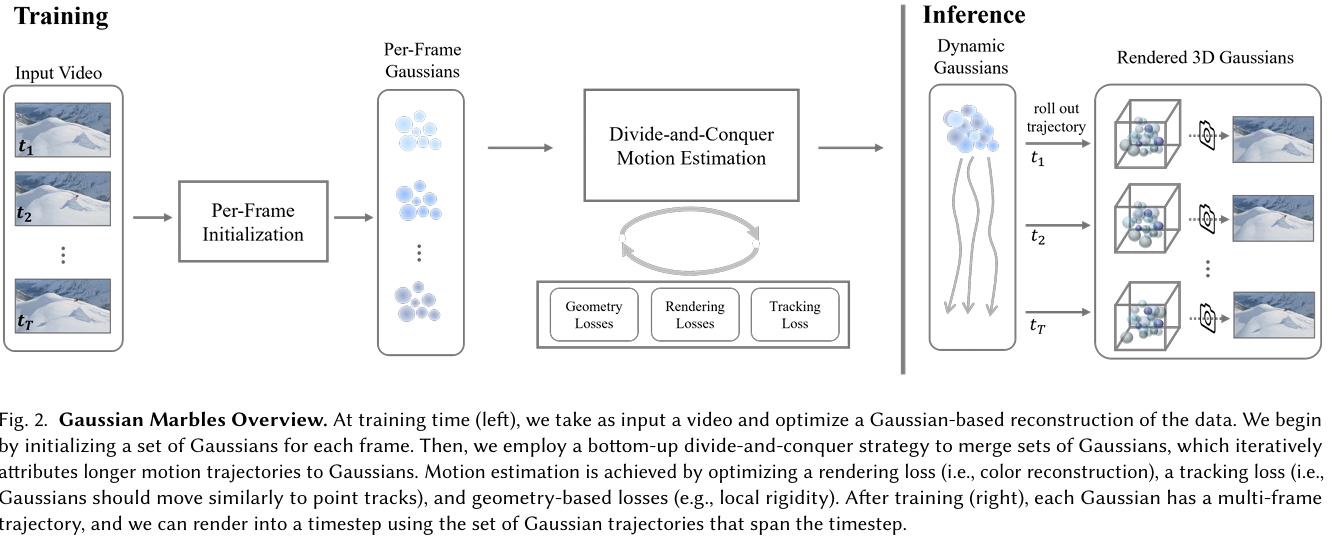 Training
Input Video
t1
t2
tT
Per-Frame
Initialization
Per-Frame
Gaussians
Divide-and-Conquer
Motion Estimation
Geometry
Losses
Rendering
Losses
Tracking
Loss
Inference
Dynamic
Gaussians
roll out
trajectory
t1
t2
tT
Rendered 3D Gaussians
Fig. 2. Gaussian Marbles Overview. At training time (left), we take as input a video and optimize a Gaussian-based reconstruction of the data. We begin
by initializing a set of Gaussians for each frame. Then, we employ a bottom-up divide-and-conquer strategy to merge sets of Gaussians, which iteratively
attributes longer motion trajectories to Gaussians. Motion estimation is achieved by optimizing a rendering loss (i.e., color reconstruction), a tracking loss (i.e.,
Gaussians should move similarly to point tracks), and geometry-based losses (e.g., local rigidity). After training (right), each Gaussian has a multi-frame
trajectory, and we can render into a timestep using the set of Gaussian trajectories that span the timestep.